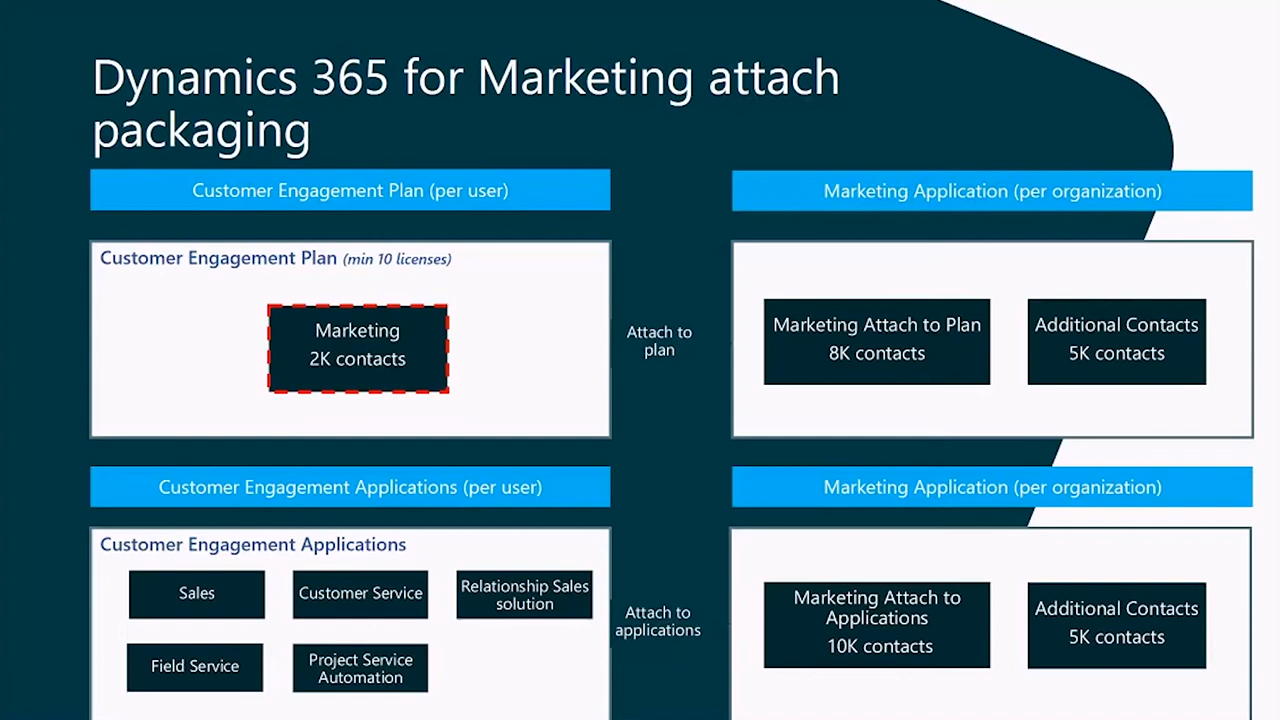 Dynamics 365 for Marketing attach
packaging
Customer Engagement Plan (per user)
Marketing Application (per organization)
Customer Engagement Plan (min 10 licenses)
Marketing
2K contacts
Attach to
plan
Marketing Attach to Plan
8K contacts
Additional Contacts
5K contacts
Customer Engagement Applications (per user)
Marketing Application (per organization)
Customer Engagement Applications
Sales
Customer Service
Relationship Sales
solution
Field Service
Project Service
Automation
Attach to
applications
Marketing Attach to
Applications
10K contacts
Additional Contacts
5K contacts